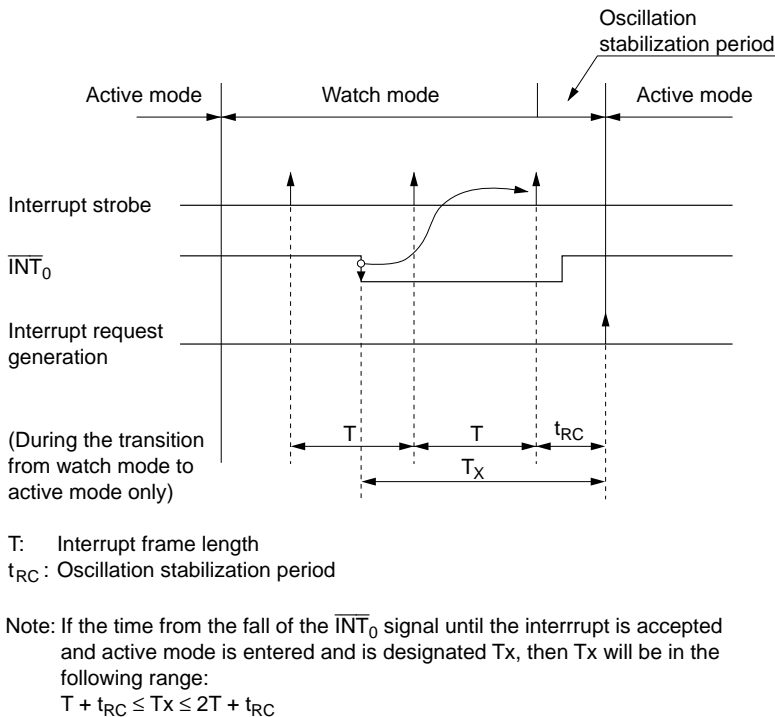 Oscillation
stabilization period
Active mode
Watch mode
Active mode
Interrupt strobe
I̅N̅T̅₀
Interrupt request
generation
(During the transition
from watch mode to
active mode only)
T
T
tRC
TX
T: Interrupt frame length
tRC : Oscillation stabilization period
Note: If the time from the fall of the I̅N̅T̅₀ signal until the interrrupt is accepted
and active mode is entered and is designated Tx, then Tx will be in the
following range:
T + tRC ≤ Tx ≤ 2T + tRC